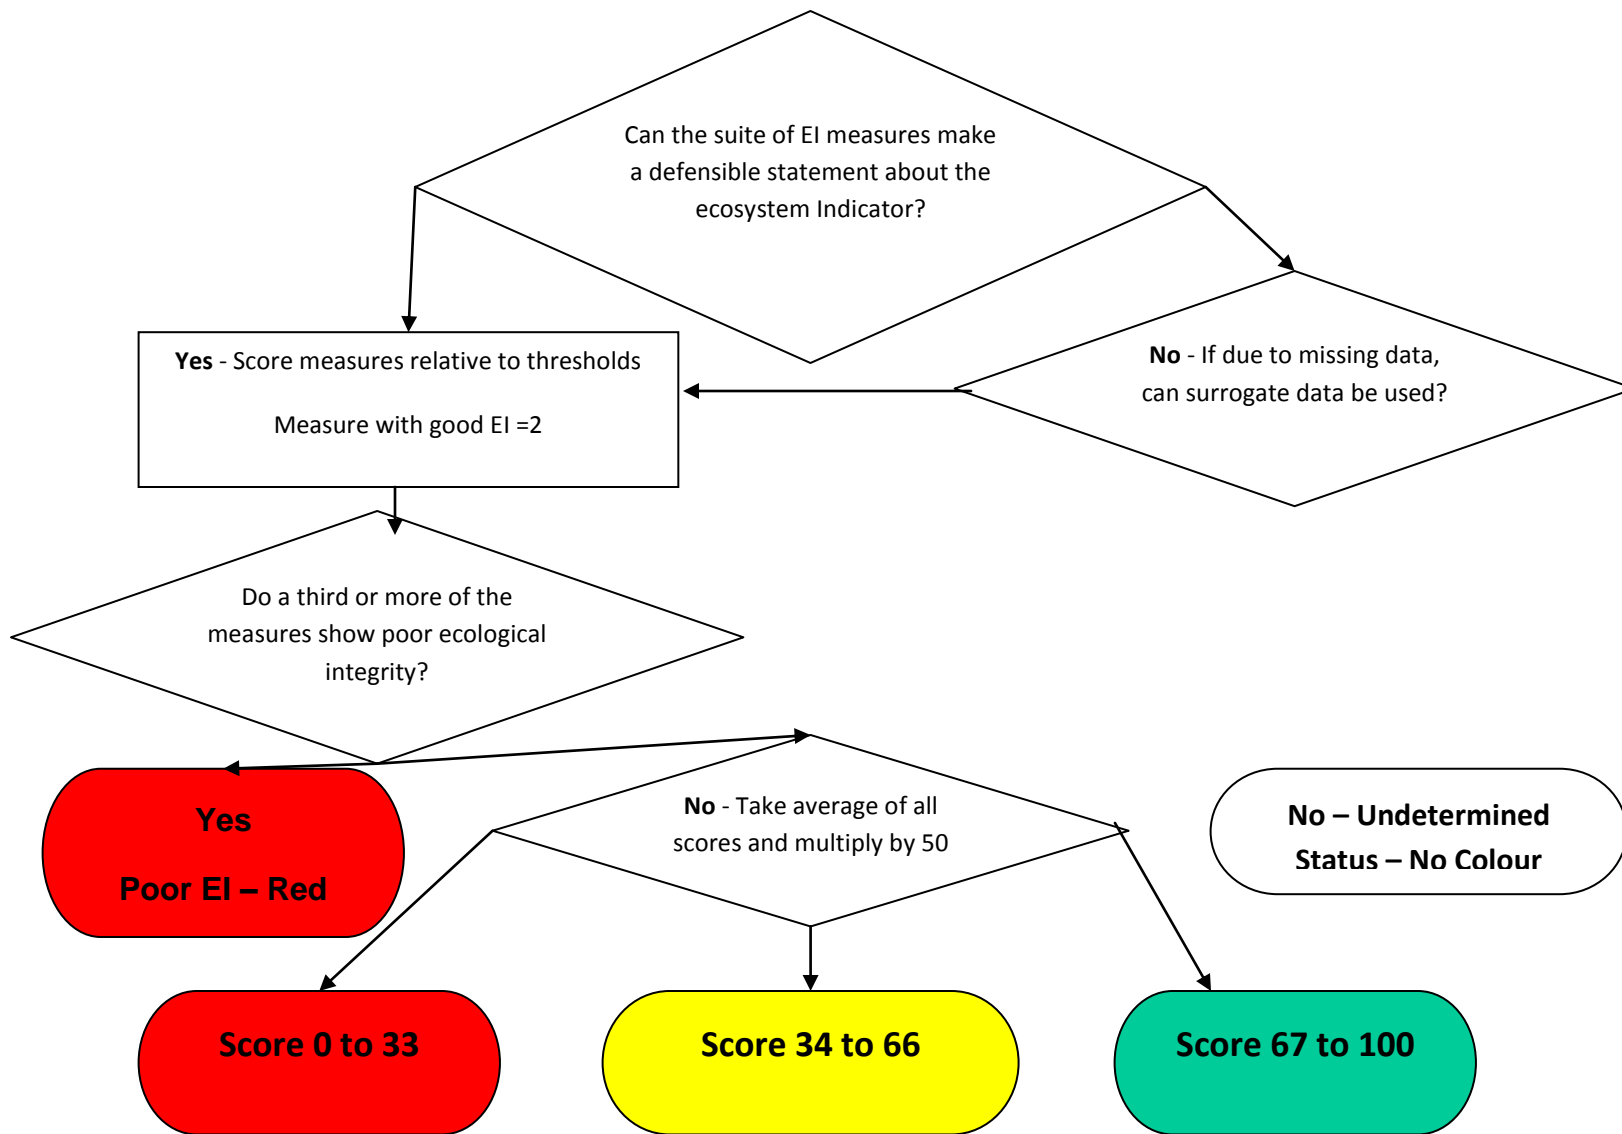 Can the suite of EI measures make
a defensible statement about the
ecosystem Indicator?
Yes - Score measures relative to thresholds
Measure with good EI =2
No - If due to missing data,
can surrogate data be used?
Do a third or more of the
measures show poor ecological
integrity?
Yes
Poor EI – Red
No - Take average of all
scores and multiply by 50
No – Undetermined
Status – No Colour
Score 0 to 33
Score 34 to 66
Score 67 to 100